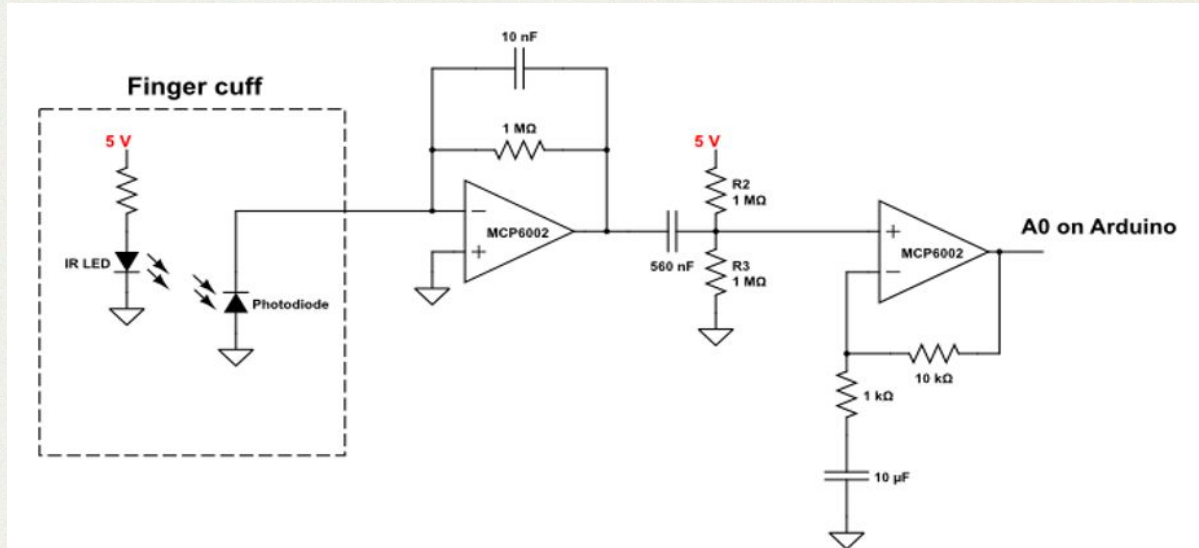 10 nF
Finger cuff
5 V
1 MΩ
5 V
R2
1 MΩ
MCP6002
MCP6002
A0 on Arduino
IR LED
560 nF
R3
1 MΩ
Photodiode
10 kΩ
1 kΩ
10 µF